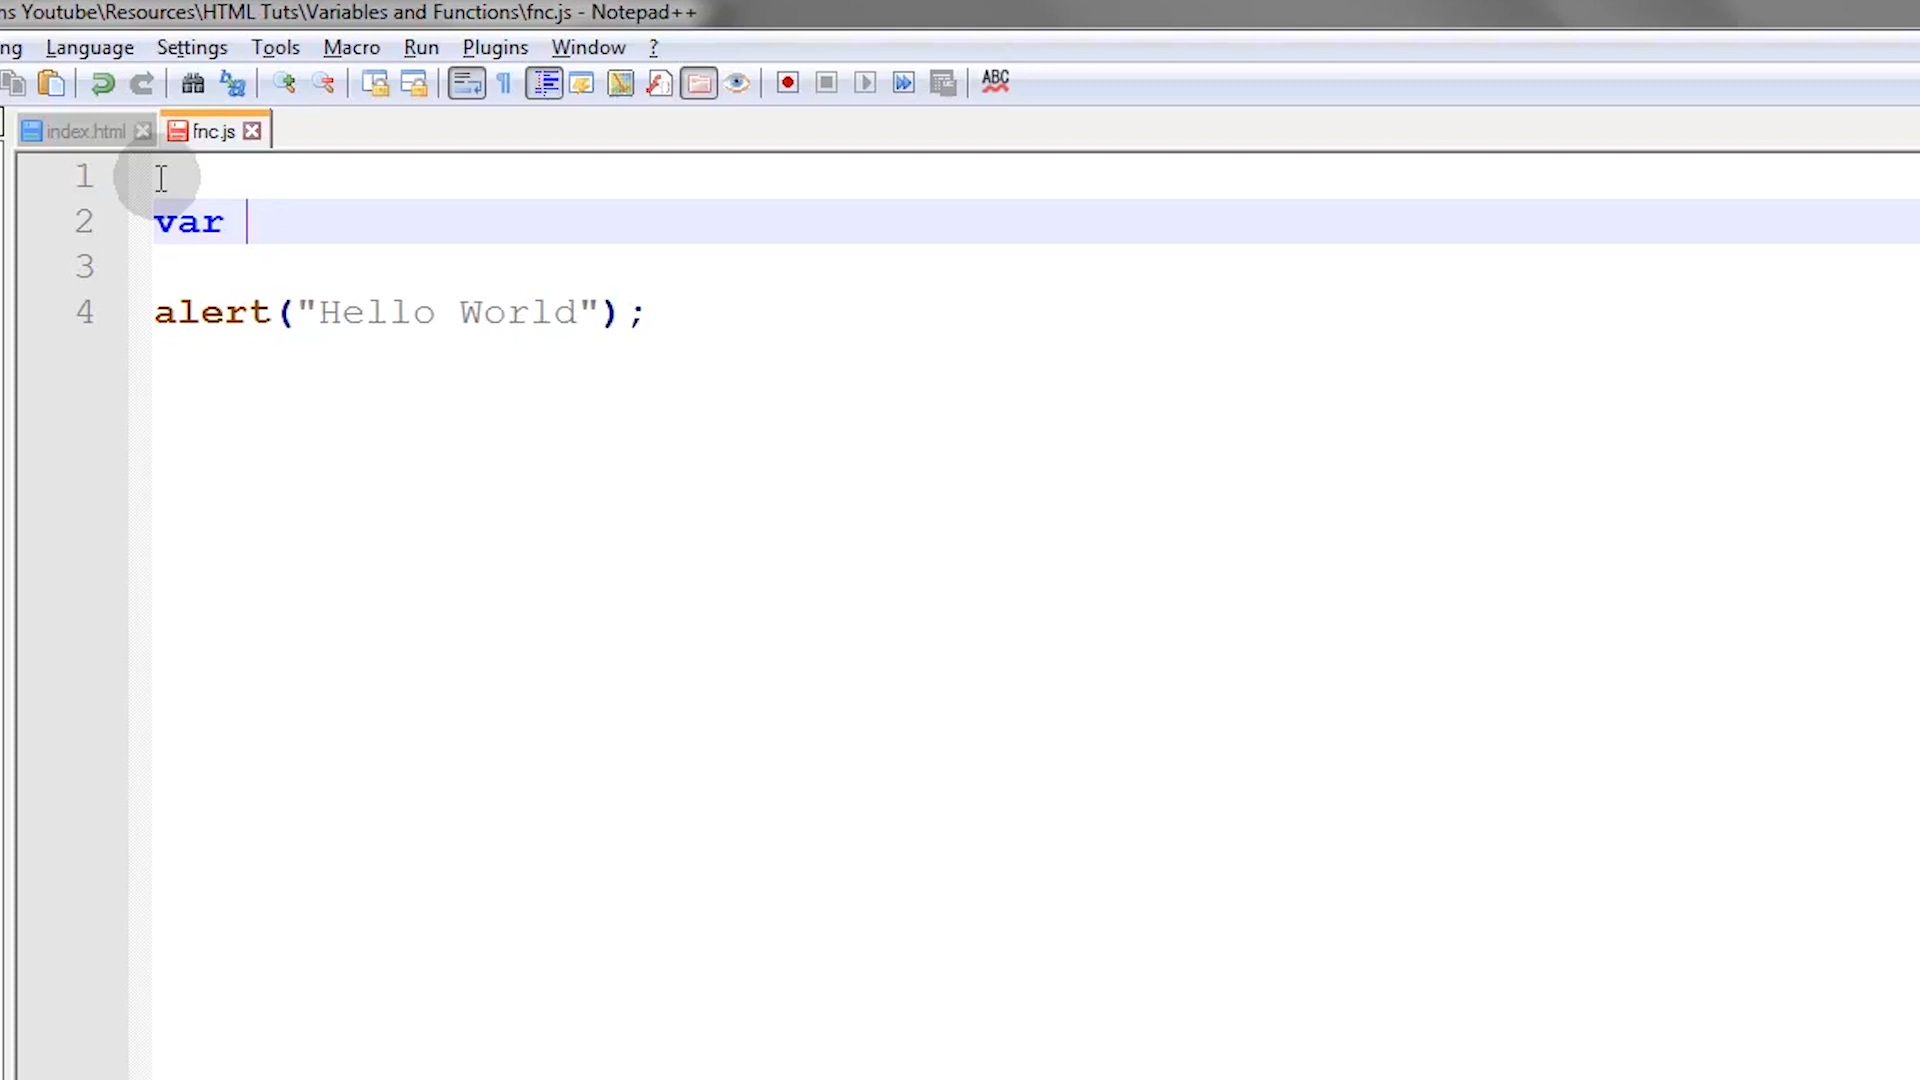 ns Youtube\Resources\HTML Tuts\Variables and Functions\fnc.js - Notepad++
ng Language Settings Tools Macro Run Plugins Window ?
ABC
index.html fnc.js
1
2 var
3
4 alert("Hello World");